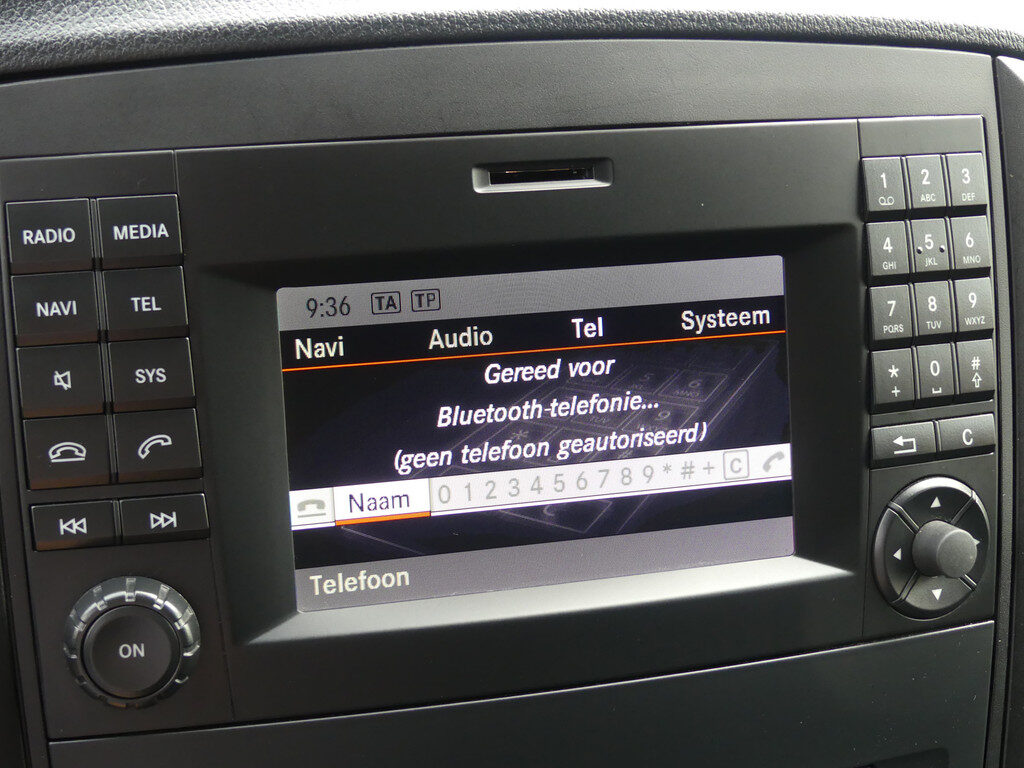 RADIO MEDIA
NAVI TEL
SYS
ON
9:36 TA TP
Navi Audio Tel Systeem
Gereed voor
Bluetooth-telefonie...
(geen telefoon geautoriseerd)
Naam 0 1 2 3 4 5 6 7 8 9 * # + C
Telefoon
1 2 ABC 3 DEF
4 GHI 5 JKL 6 MNO
7 PQRS 8 TUV 9 WXYZ
* + 0 #
C